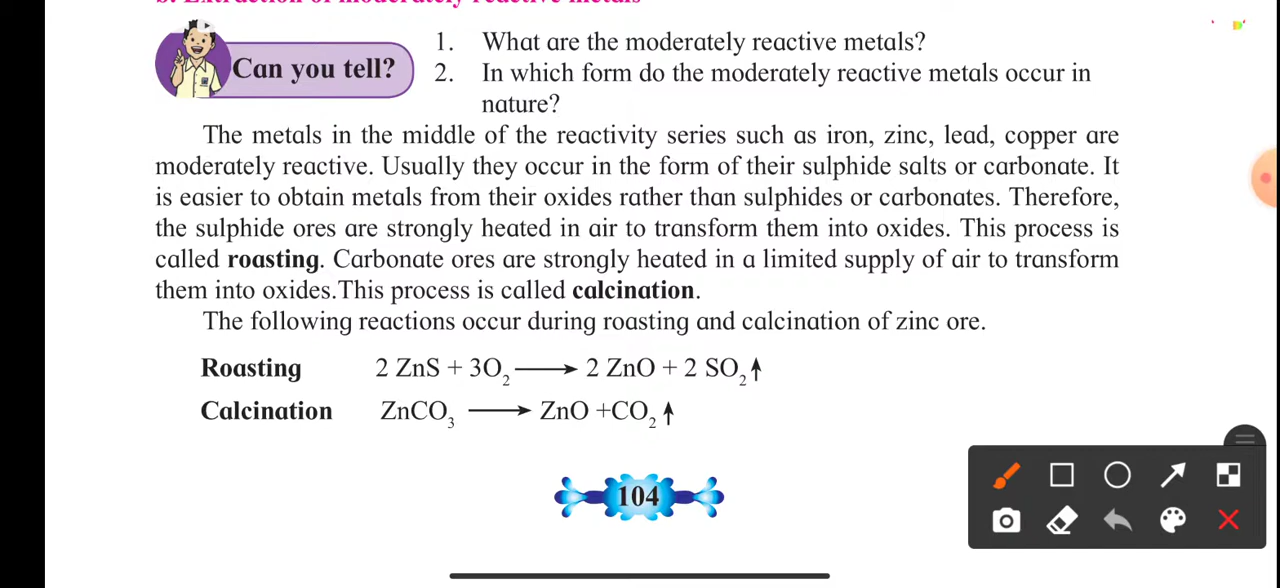 b. Extraction of moderately reactive metals
Can you tell?
1. What are the moderately reactive metals?
2. In which form do the moderately reactive metals occur in
nature?
The metals in the middle of the reactivity series such as iron, zinc, lead, copper are
moderately reactive. Usually they occur in the form of their sulphide salts or carbonate. It
is easier to obtain metals from their oxides rather than sulphides or carbonates. Therefore,
the sulphide ores are strongly heated in air to transform them into oxides. This process is
called roasting. Carbonate ores are strongly heated in a limited supply of air to transform
them into oxides.This process is called calcination.
The following reactions occur during roasting and calcination of zinc ore.
Roasting 2 ZnS + 3O₂ ⟶ 2 ZnO + 2 SO₂↑
Calcination ZnCO₃ ⟶ ZnO +CO₂↑
104